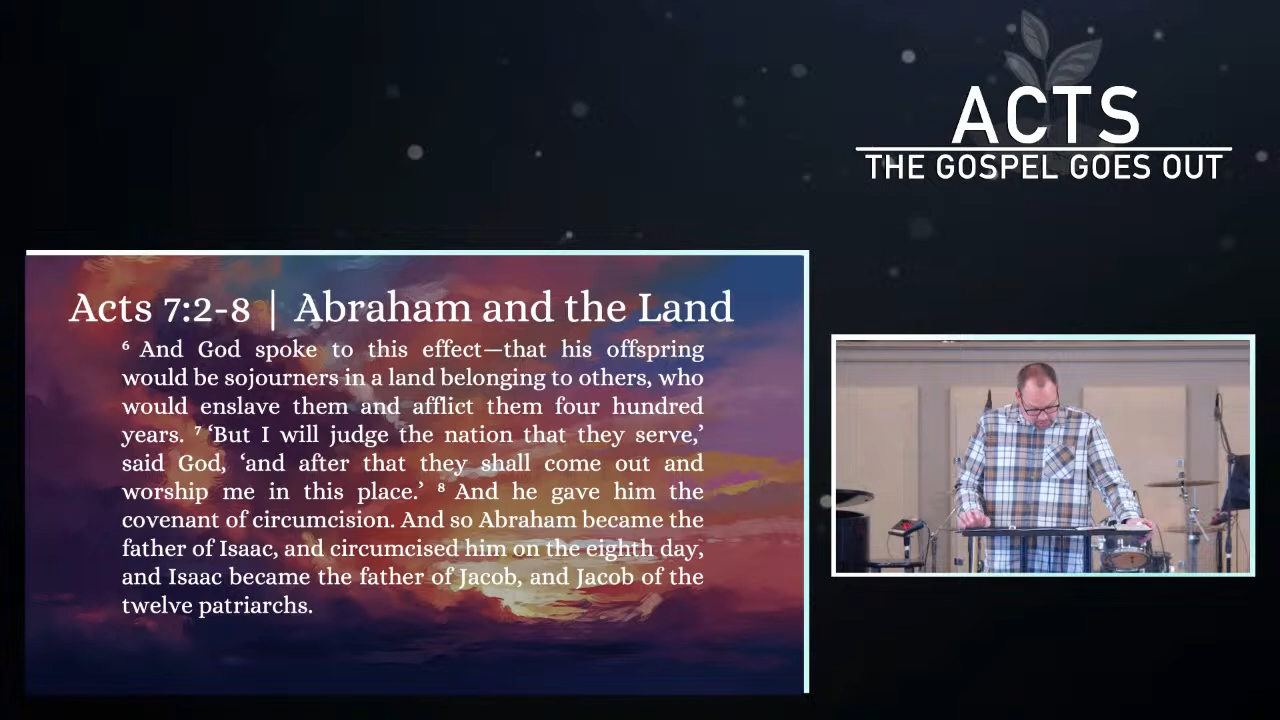 ACTS
THE GOSPEL GOES OUT
Acts 7:2-8 | Abraham and the Land
⁶ And God spoke to this effect—that his offspring
would be sojourners in a land belonging to others, who
would enslave them and afflict them four hundred
years. ⁷ ‘But I will judge the nation that they serve,’
said God, ‘and after that they shall come out and
worship me in this place.’ ⁸ And he gave him the
covenant of circumcision. And so Abraham became the
father of Isaac, and circumcised him on the eighth day,
and Isaac became the father of Jacob, and Jacob of the
twelve patriarchs.